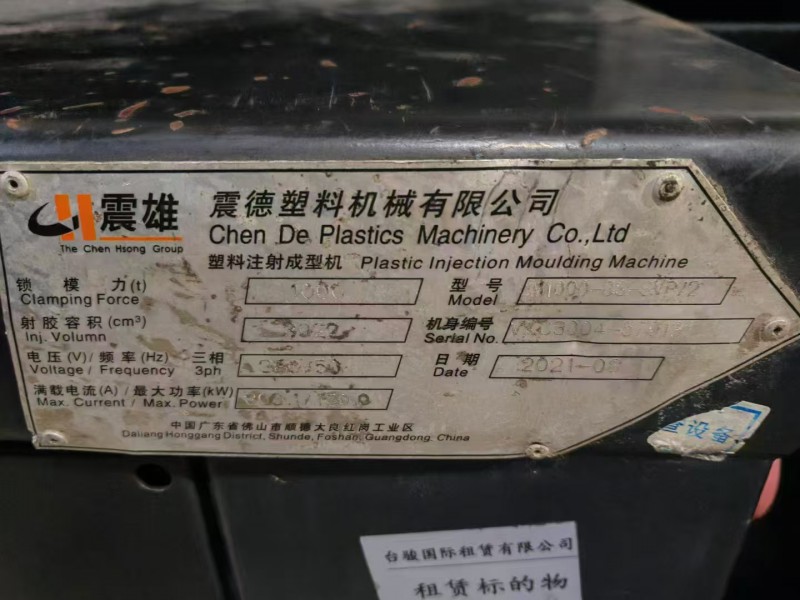 震雄
The Chen Hsong Group
震德塑料机械有限公司
Chen De Plastics Machinery Co.,Ltd
塑料注射成型机 Plastic Injection Moulding Machine
锁模力(t)
Clamping Force
型号
Model
射胶容积(cm³)
Inj. Volumn
机身编号
Serial No.
电压(V)/频率(Hz) 三相
Voltage / Frequency 3ph
380/50
日期
Date
2021-0
满载电流(A)/最大功率(kW)
Max. Current / Max. Power
中国广东省佛山市顺德大良红岗工业区
Daliang Honggang District, Shunde, Foshan, Guangdong, China
设备
台骏国际租赁有限公司
租赁标的物